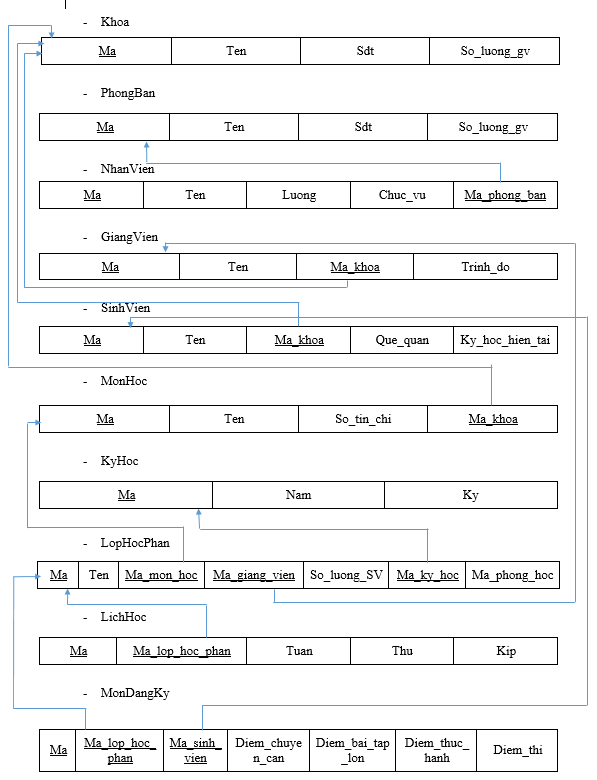 - Khoa
Ma Ten Sdt So_luong_gv
- PhongBan
Ma Ten Sdt So_luong_gv
- NhanVien
Ma Ten Luong Chuc_vu Ma_phong_ban
- GiangVien
Ma Ten Ma_khoa Trinh_do
- SinhVien
Ma Ten Ma_khoa Que_quan Ky_hoc_hien_tai
- MonHoc
Ma Ten So_tin_chi Ma_khoa
- KyHoc
Ma Nam Ky
- LopHocPhan
Ma Ten Ma_mon_hoc Ma_giang_vien So_luong_SV Ma_ky_hoc Ma_phong_hoc
- LichHoc
Ma Ma_lop_hoc_phan Tuan Thu Kip
- MonDangKy
Ma Ma_lop_hoc_ Ma_sinh_ Diem_chuye Diem_bai_tap Diem_thuc_ Diem_thi
phan vien n_can _lon hanh